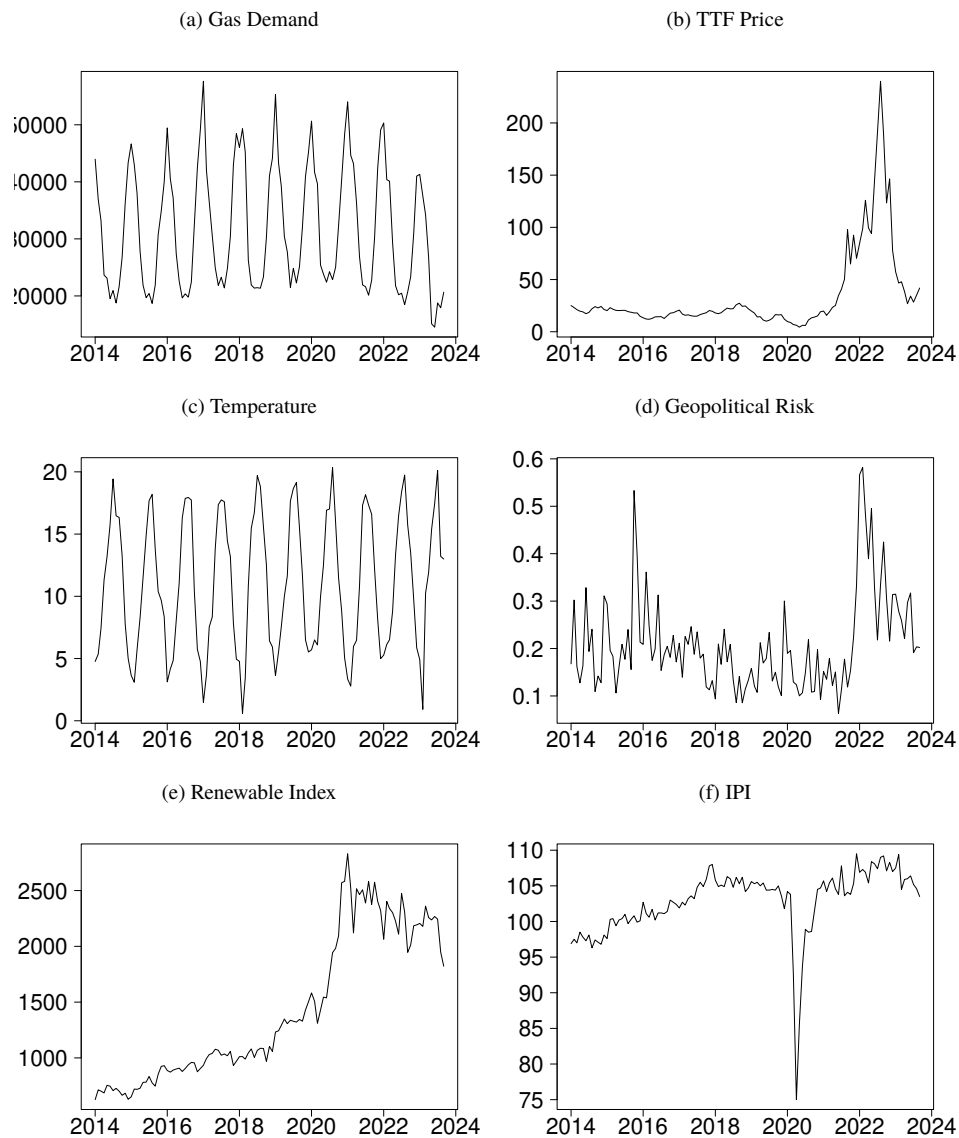 (a) Gas Demand
50000
40000
30000
20000
2014 2016 2018 2020 2022 2024
(b) TTF Price
200
150
100
50
0
2014 2016 2018 2020 2022 2024
(c) Temperature
20
15
10
5
0
2014 2016 2018 2020 2022 2024
(d) Geopolitical Risk
0.6
0.5
0.4
0.3
0.2
0.1
2014 2016 2018 2020 2022 2024
(e) Renewable Index
2500
2000
1500
1000
2014 2016 2018 2020 2022 2024
(f) IPI
110
105
100
95
90
85
80
75
2014 2016 2018 2020 2022 2024